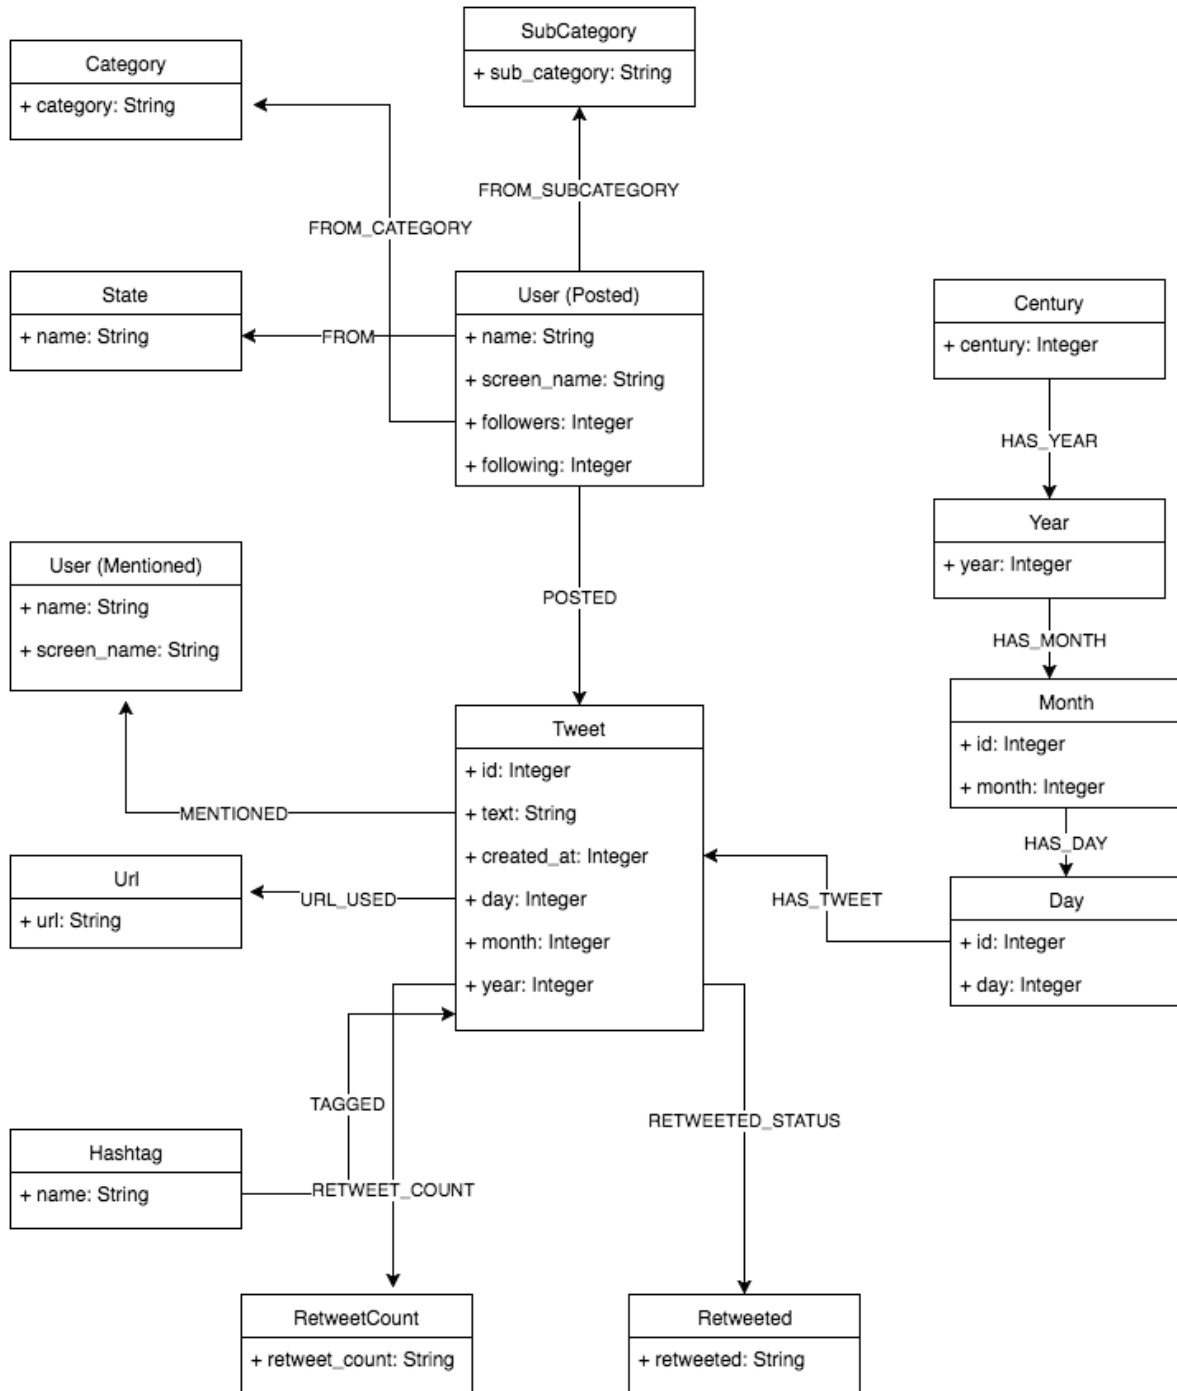 SubCategory
+ sub_category: String
Category
+ category: String
FROM_SUBCATEGORY
FROM_CATEGORY
State
+ name: String
FROM
User (Posted)
+ name: String
+ screen_name: String
+ followers: Integer
+ following: Integer
Century
+ century: Integer
HAS_YEAR
Year
+ year: Integer
HAS_MONTH
Month
+ id: Integer
+ month: Integer
HAS_DAY
Day
+ id: Integer
+ day: Integer
HAS_TWEET
User (Mentioned)
+ name: String
+ screen_name: String
POSTED
MENTIONED
Tweet
+ id: Integer
+ text: String
+ created_at: Integer
+ day: Integer
+ month: Integer
+ year: Integer
Url
+ url: String
URL_USED
TAGGED
RETWEETED_STATUS
Hashtag
+ name: String
RETWEET_COUNT
RetweetCount
+ retweet_count: String
Retweeted
+ retweeted: String